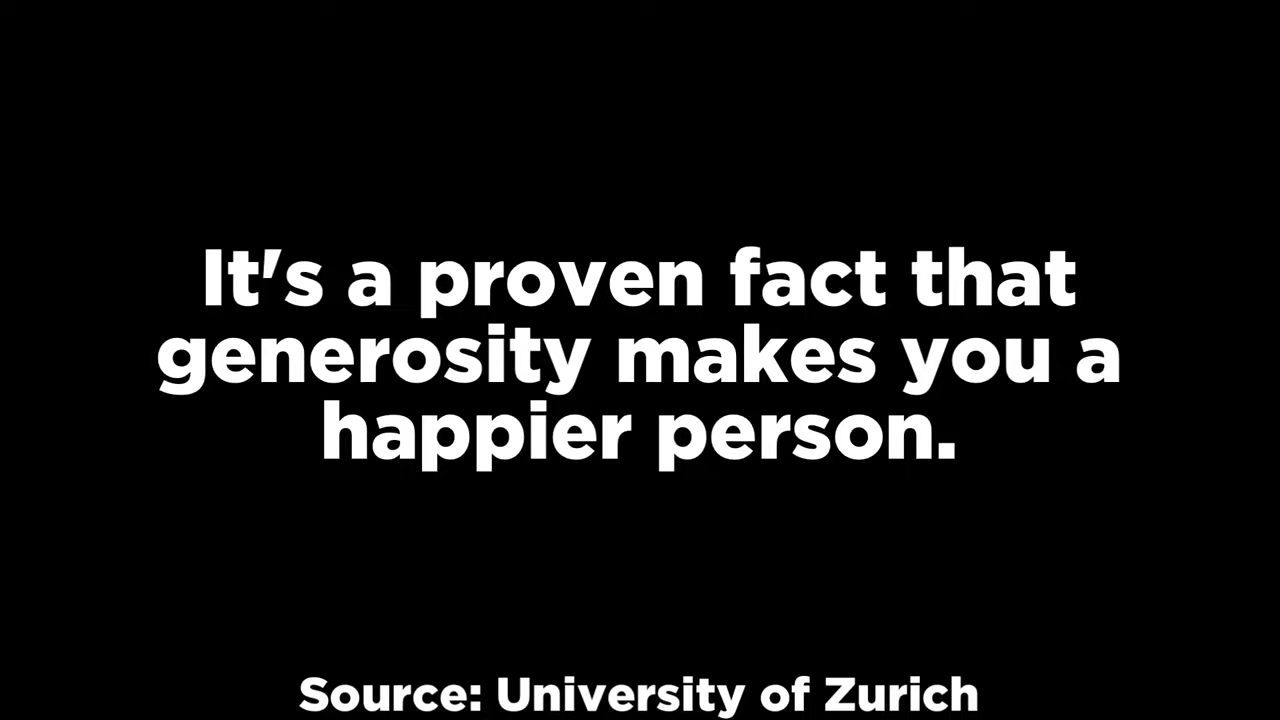 It's a proven fact that
generosity makes you a
happier person.
Source: University of Zurich